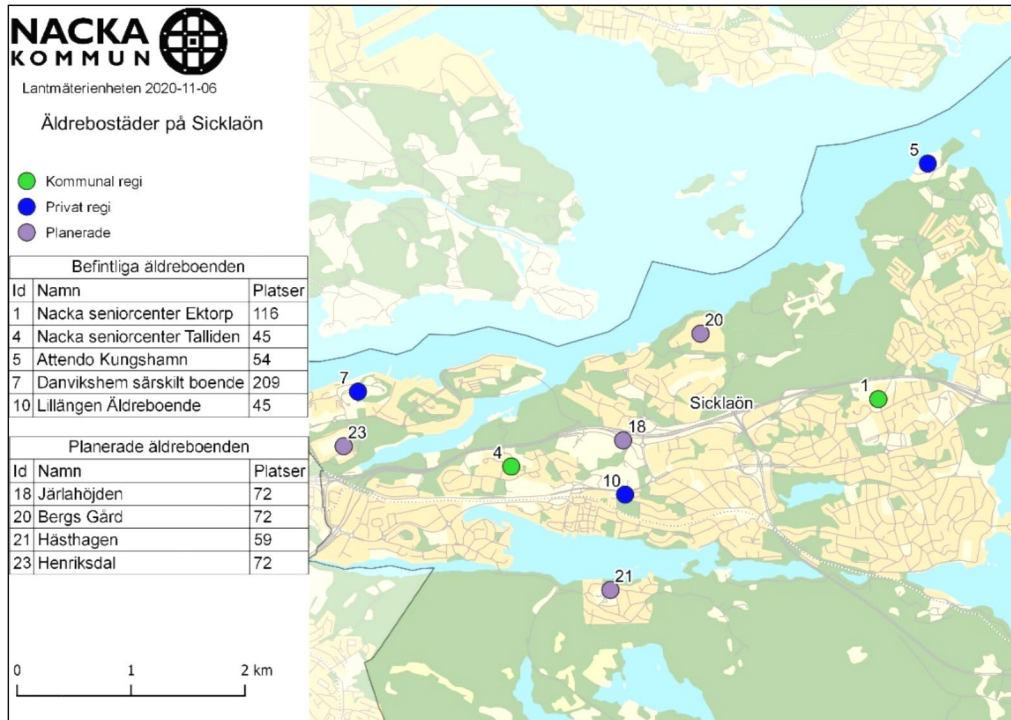 NACKA
KOMMUN
Lantmäterienheten 2020-11-06
Äldrebostäder på Sicklaön
Kommunal regi
Privat regi
Planerade
Befintliga äldreboenden
Id Namn Platser
1 Nacka seniorcenter Ektorp 116
4 Nacka seniorcenter Talliden 45
5 Attendo Kungshamn 54
7 Danvikshem särskilt boende 209
10 Lillängen Äldreboende 45
Planerade äldreboenden
Id Namn Platser
18 Järlahöjden 72
20 Bergs Gård 72
21 Hästhagen 59
23 Henriksdal 72
0 1 2 km
5
20
7
1
Sicklaön
23
18
4
10
21